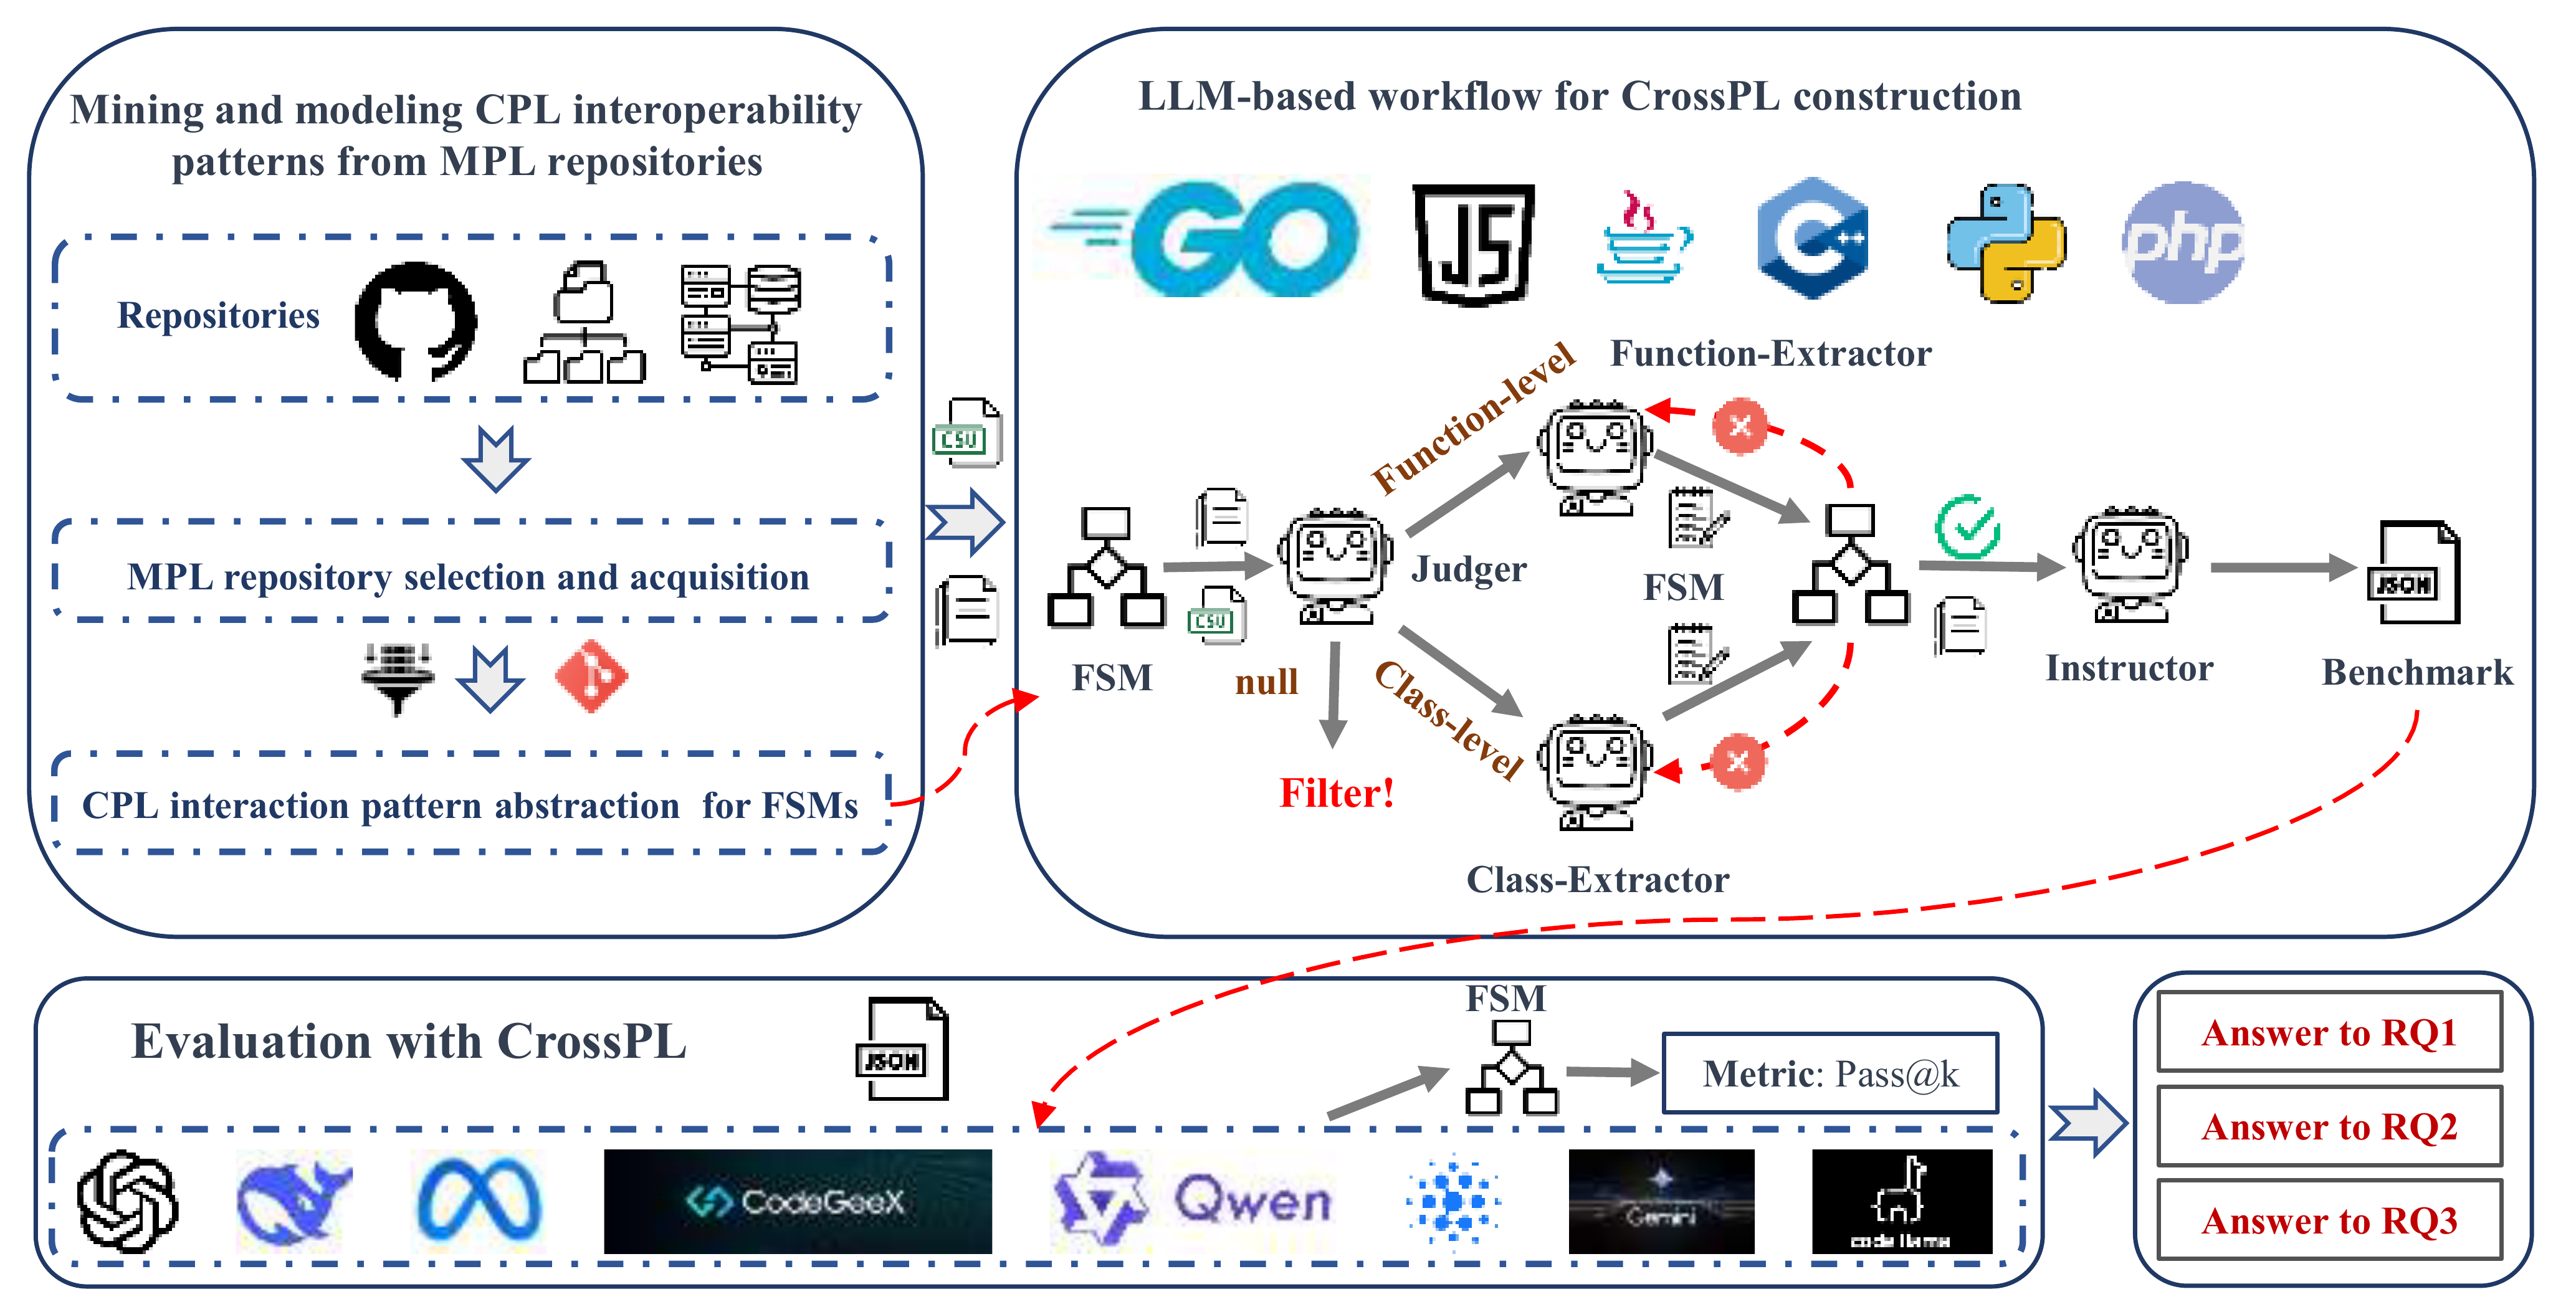 Mining and modeling CPL interoperability
patterns from MPL repositories
Repositories
MPL repository selection and acquisition
CPL interaction pattern abstraction for FSMs
CSV
LLM-based workflow for CrossPL construction
GO
JS
C++
php
Function-Extractor
Function-level
FSM
CSV
Judger
null
Filter!
Class-level
Class-Extractor
FSM
Instructor
JSON
Benchmark
Evaluation with CrossPL
JSON
FSM
Metric: Pass@k
CodeGeeX
Qwen
Gemini
code llama
Answer to RQ1
Answer to RQ2
Answer to RQ3